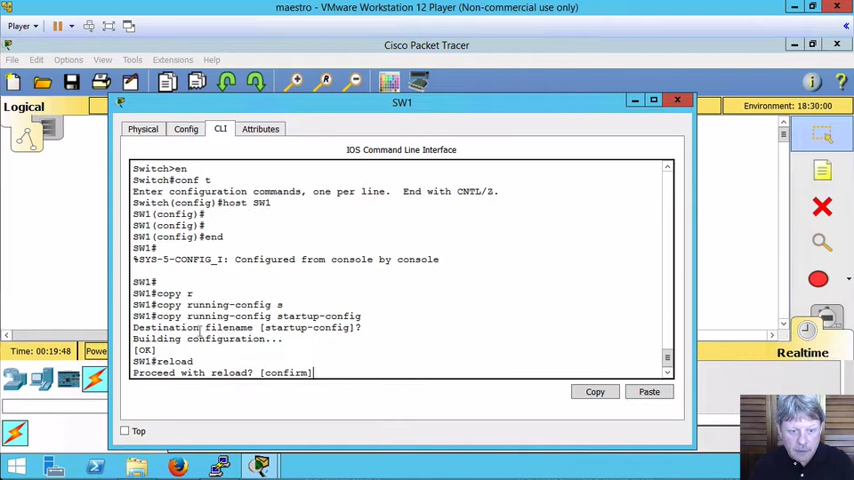 maestro - VMware Workstation 12 Player (Non-commercial use only)
Player
Cisco Packet Tracer
File Edit Options View Tools Extensions Help
Logical
Environment: 18:30:00
SW1
Physical Config CLI Attributes
IOS Command Line Interface
Switch>en
Switch#conf t
Enter configuration commands, one per line. End with CNTL/Z.
Switch(config)#host SW1
SW1(config)#
SW1(config)#
SW1(config)#end
SW1#
%SYS-5-CONFIG_I: Configured from console by console
SW1#
SW1#copy r
SW1#copy running-config s
SW1#copy running-config startup-config
Destination filename [startup-config]?
Building configuration...
[OK]
SW1#reload
Proceed with reload? [confirm]
Copy Paste
Top
Time: 00:19:48 Powe
Realtime